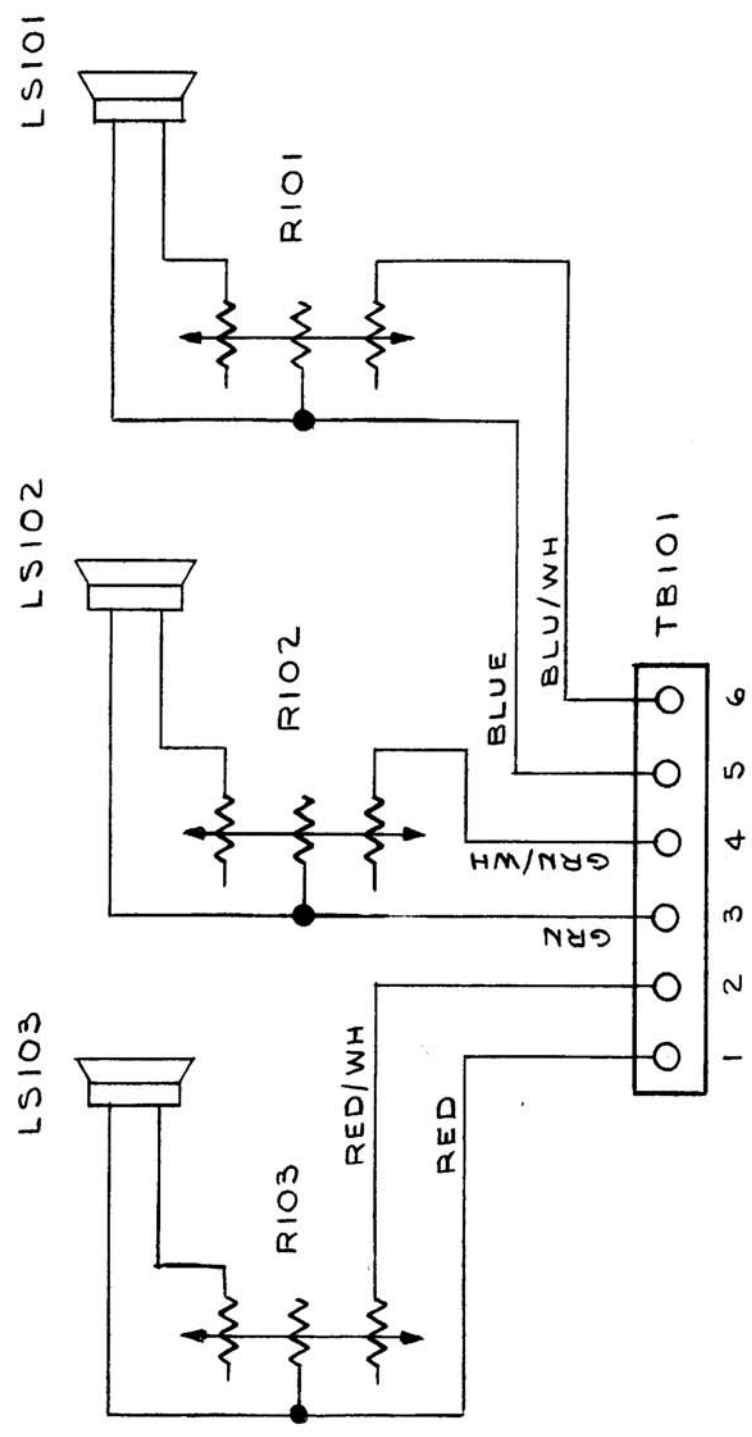 LS101
R101
LS102
R102
BLUE
BLU/WH
TB101
GRN/WH
GRN
LS103
R103
RED/WH
RED
1
2
3
4
5
6